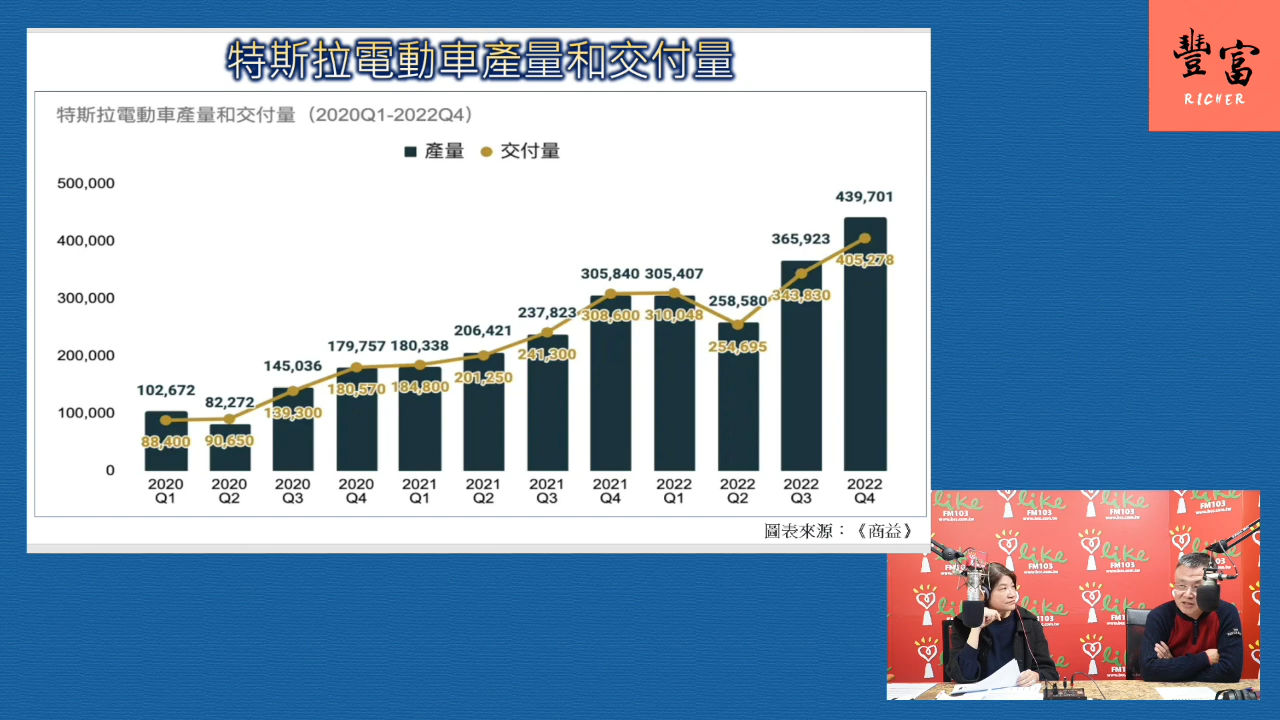 特斯拉電動車產量和交付量
豐富
RICHER
特斯拉電動車產量和交付量（2020Q1-2022Q4）
產量 交付量
500,000
400,000
300,000
200,000
100,000
0
102,672
82,272
145,036
179,757
180,338
206,421
237,823
305,840
305,407
258,580
365,923
439,701
88,400
90,650
139,300
180,570
184,800
201,250
241,300
308,600
310,048
254,695
343,830
405,278
2020 Q1
2020 Q2
2020 Q3
2020 Q4
2021 Q1
2021 Q2
2021 Q3
2021 Q4
2022 Q1
2022 Q2
2022 Q3
2022 Q4
圖表來源：《商益》
like
FM103
www.bcc.com.tw